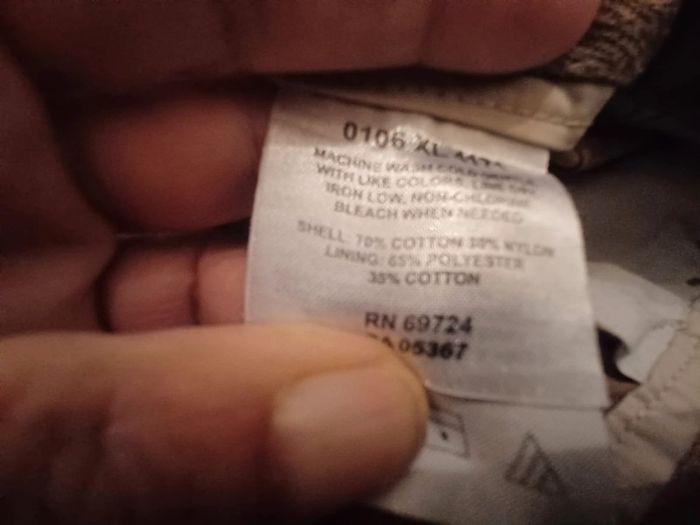 0106 XL
MACHINE WASH COLD
WITH LIKE COLORS, LINE DRY
IRON LOW, NON-CHLORINE
BLEACH WHEN NEEDED
SHELL: 70% COTTON 30% NYLON
LINING: 65% POLYESTER
35% COTTON
RN 69724
CA 05367